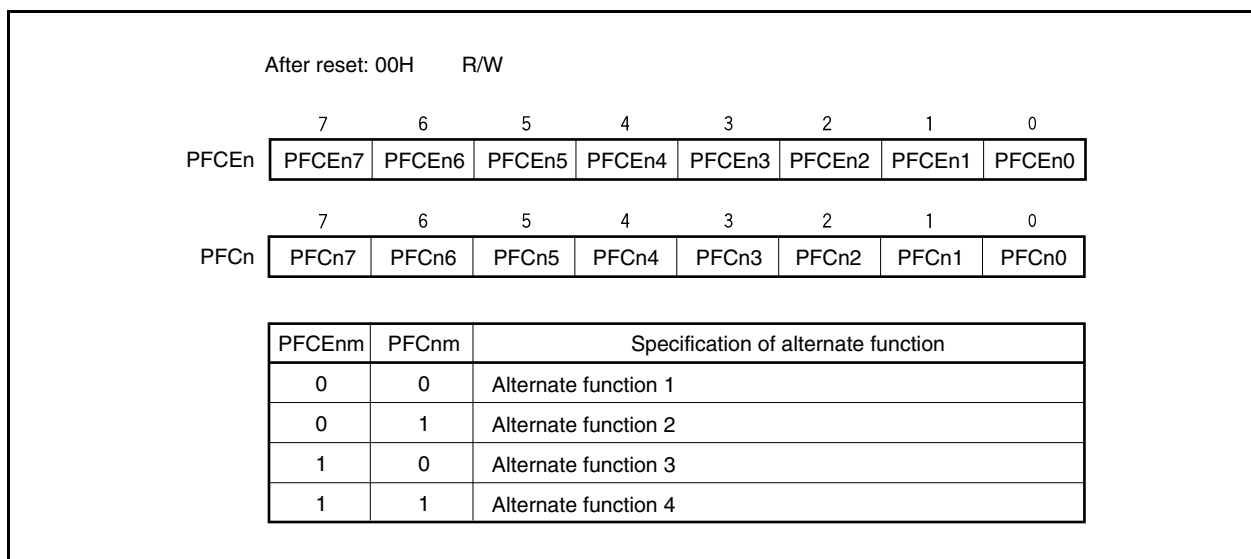 After reset: 00H R/W
7 6 5 4 3 2 1 0
PFCEn PFCEn7 PFCEn6 PFCEn5 PFCEn4 PFCEn3 PFCEn2 PFCEn1 PFCEn0
7 6 5 4 3 2 1 0
PFCn PFCn7 PFCn6 PFCn5 PFCn4 PFCn3 PFCn2 PFCn1 PFCn0
PFCEnm PFCnm Specification of alternate function
0 0 Alternate function 1
0 1 Alternate function 2
1 0 Alternate function 3
1 1 Alternate function 4